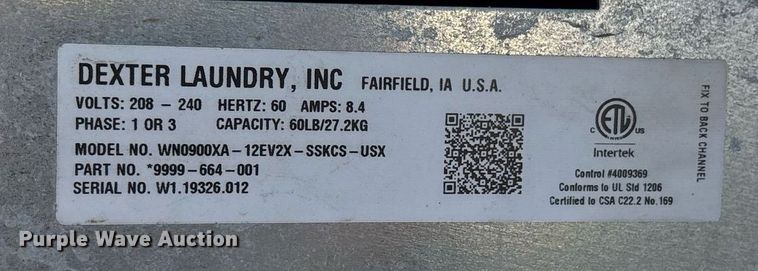 DEXTER LAUNDRY, INC FAIRFIELD, IA U.S.A.
VOLTS: 208 - 240 HERTZ: 60 AMPS: 8.4
PHASE: 1 OR 3 CAPACITY: 60LB/27.2KG
MODEL NO. WN0900XA-12EV2X-SSKCS-USX
PART NO. *9999-664-001
SERIAL NO. W1.19326.012
ETL
C US
Intertek
Control #4009369
Conforms to UL Std 1206
Certified to CSA C22.2 No.169
FIX TO BACK CHANNEL
Purple Wave Auction